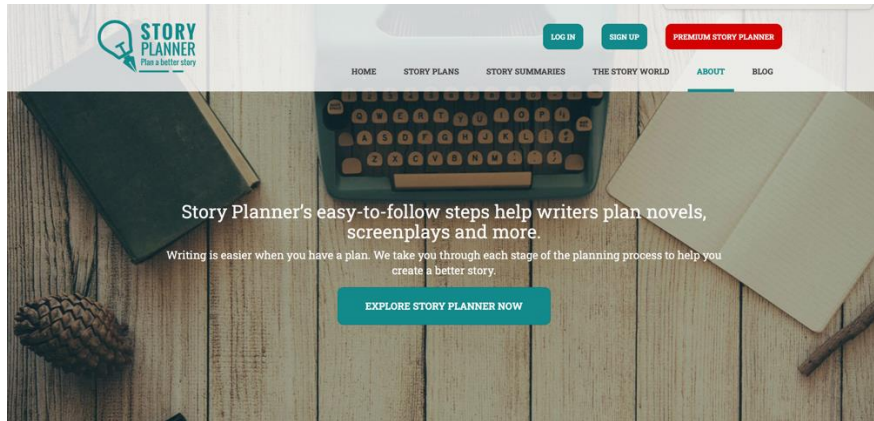 STORY
PLANNER
Plan a better story
LOG IN
SIGN UP
PREMIUM STORY PLANNER
HOME
STORY PLANS
STORY SUMMARIES
THE STORY WORLD
ABOUT
BLOG
Q W E R T Y U I O P
A S D F G H J K L
Z X C V B N M
Story Planner's easy-to-follow steps help writers plan novels,
screenplays and more.
Writing is easier when you have a plan. We take you through each stage of the planning process to help you
create a better story.
EXPLORE STORY PLANNER NOW